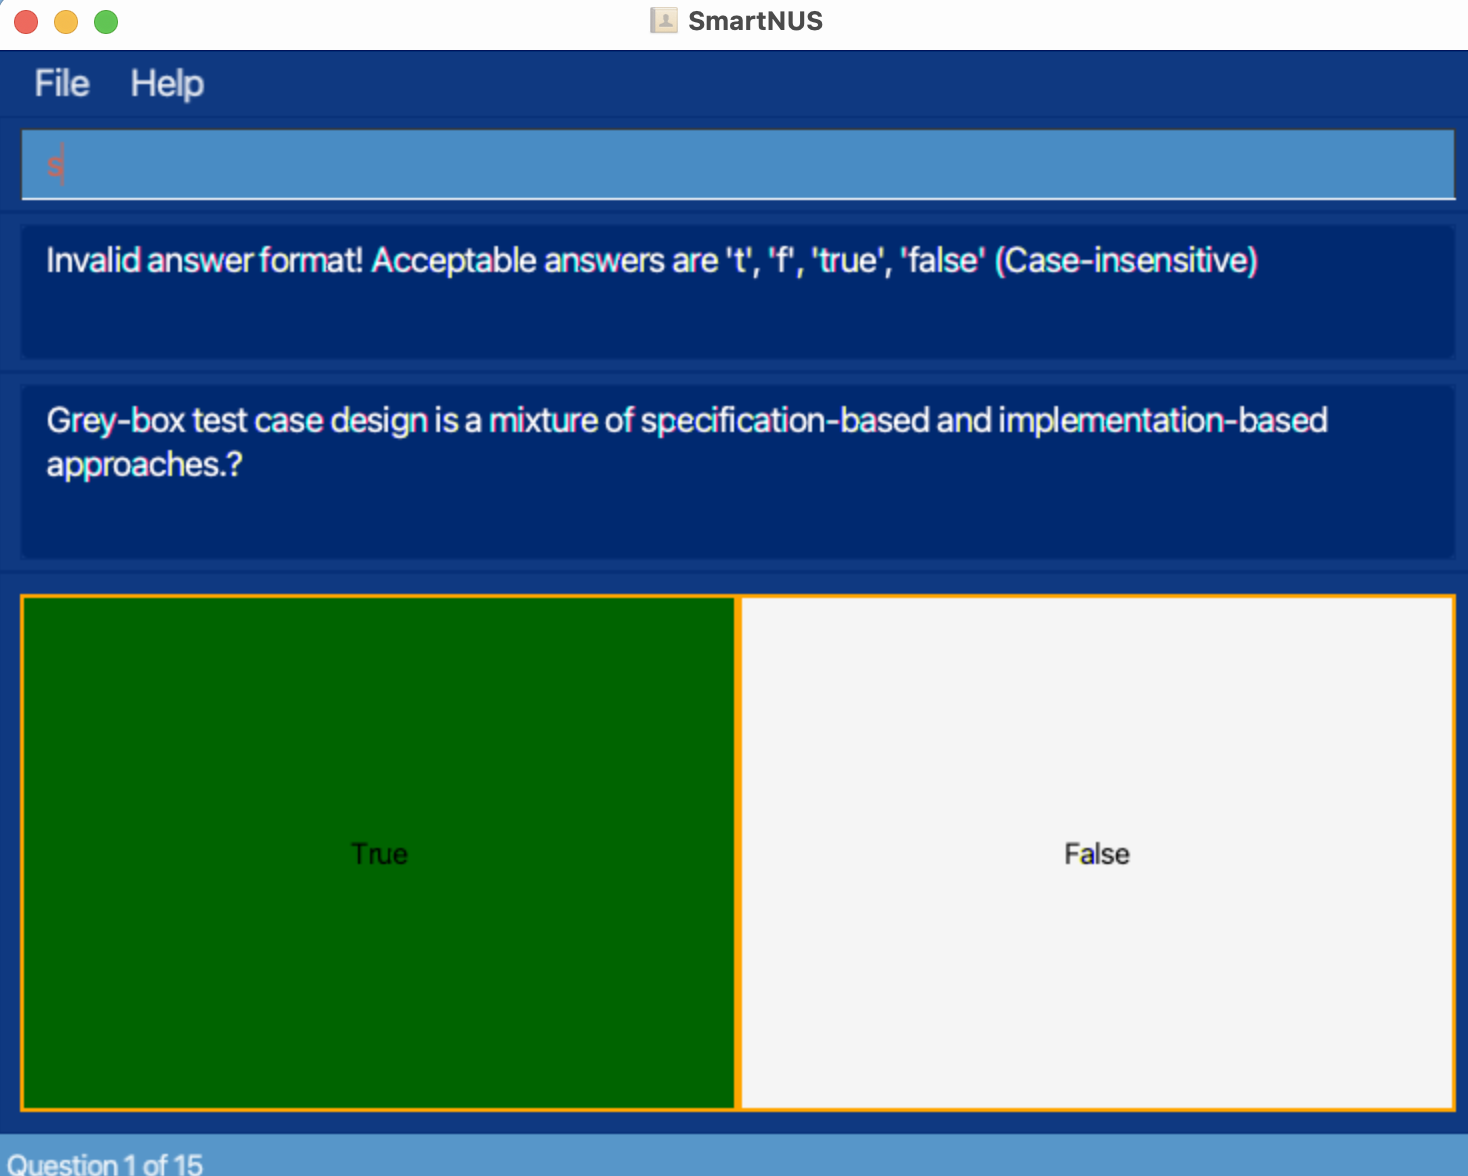 SmartNUS
File Help
Invalid answer format! Acceptable answers are 't', 'f', 'true', 'false' (Case-insensitive)
Grey-box test case design is a mixture of specification-based and implementation-based
approaches.?
True False
Question 1 of 15